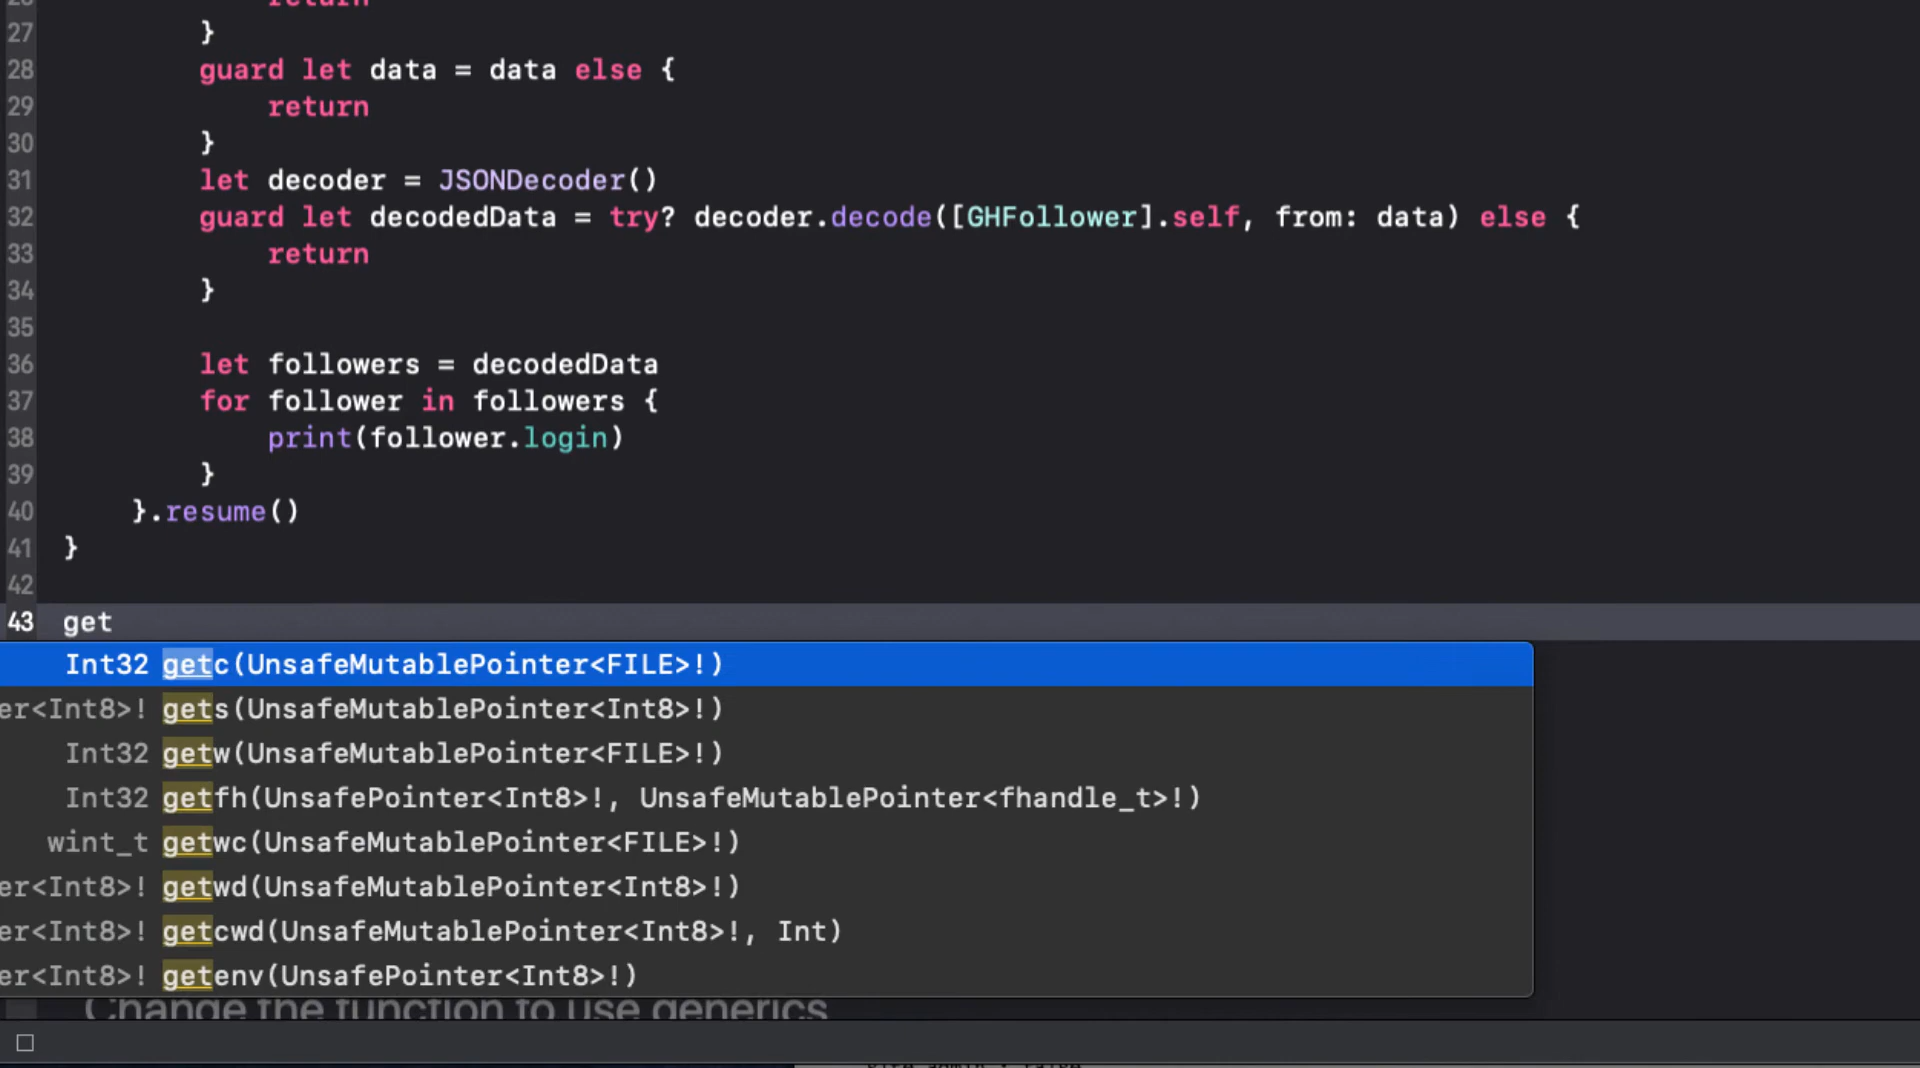 26 return
27 }
28 guard let data = data else {
29 return
30 }
31 let decoder = JSONDecoder()
32 guard let decodedData = try? decoder.decode([GHFollower].self, from: data) else {
33 return
34 }
35
36 let followers = decodedData
37 for follower in followers {
38 print(follower.login)
39 }
40 }.resume()
41 }
42
43 get
Int32 getc(UnsafeMutablePointer<FILE>!)
er<Int8>! gets(UnsafeMutablePointer<Int8>!)
Int32 getw(UnsafeMutablePointer<FILE>!)
Int32 getfh(UnsafePointer<Int8>!, UnsafeMutablePointer<fhandle_t>!)
wint_t getwc(UnsafeMutablePointer<FILE>!)
er<Int8>! getwd(UnsafeMutablePointer<Int8>!)
er<Int8>! getcwd(UnsafeMutablePointer<Int8>!, Int)
er<Int8>! getenv(UnsafePointer<Int8>!)
Change the function to use generics